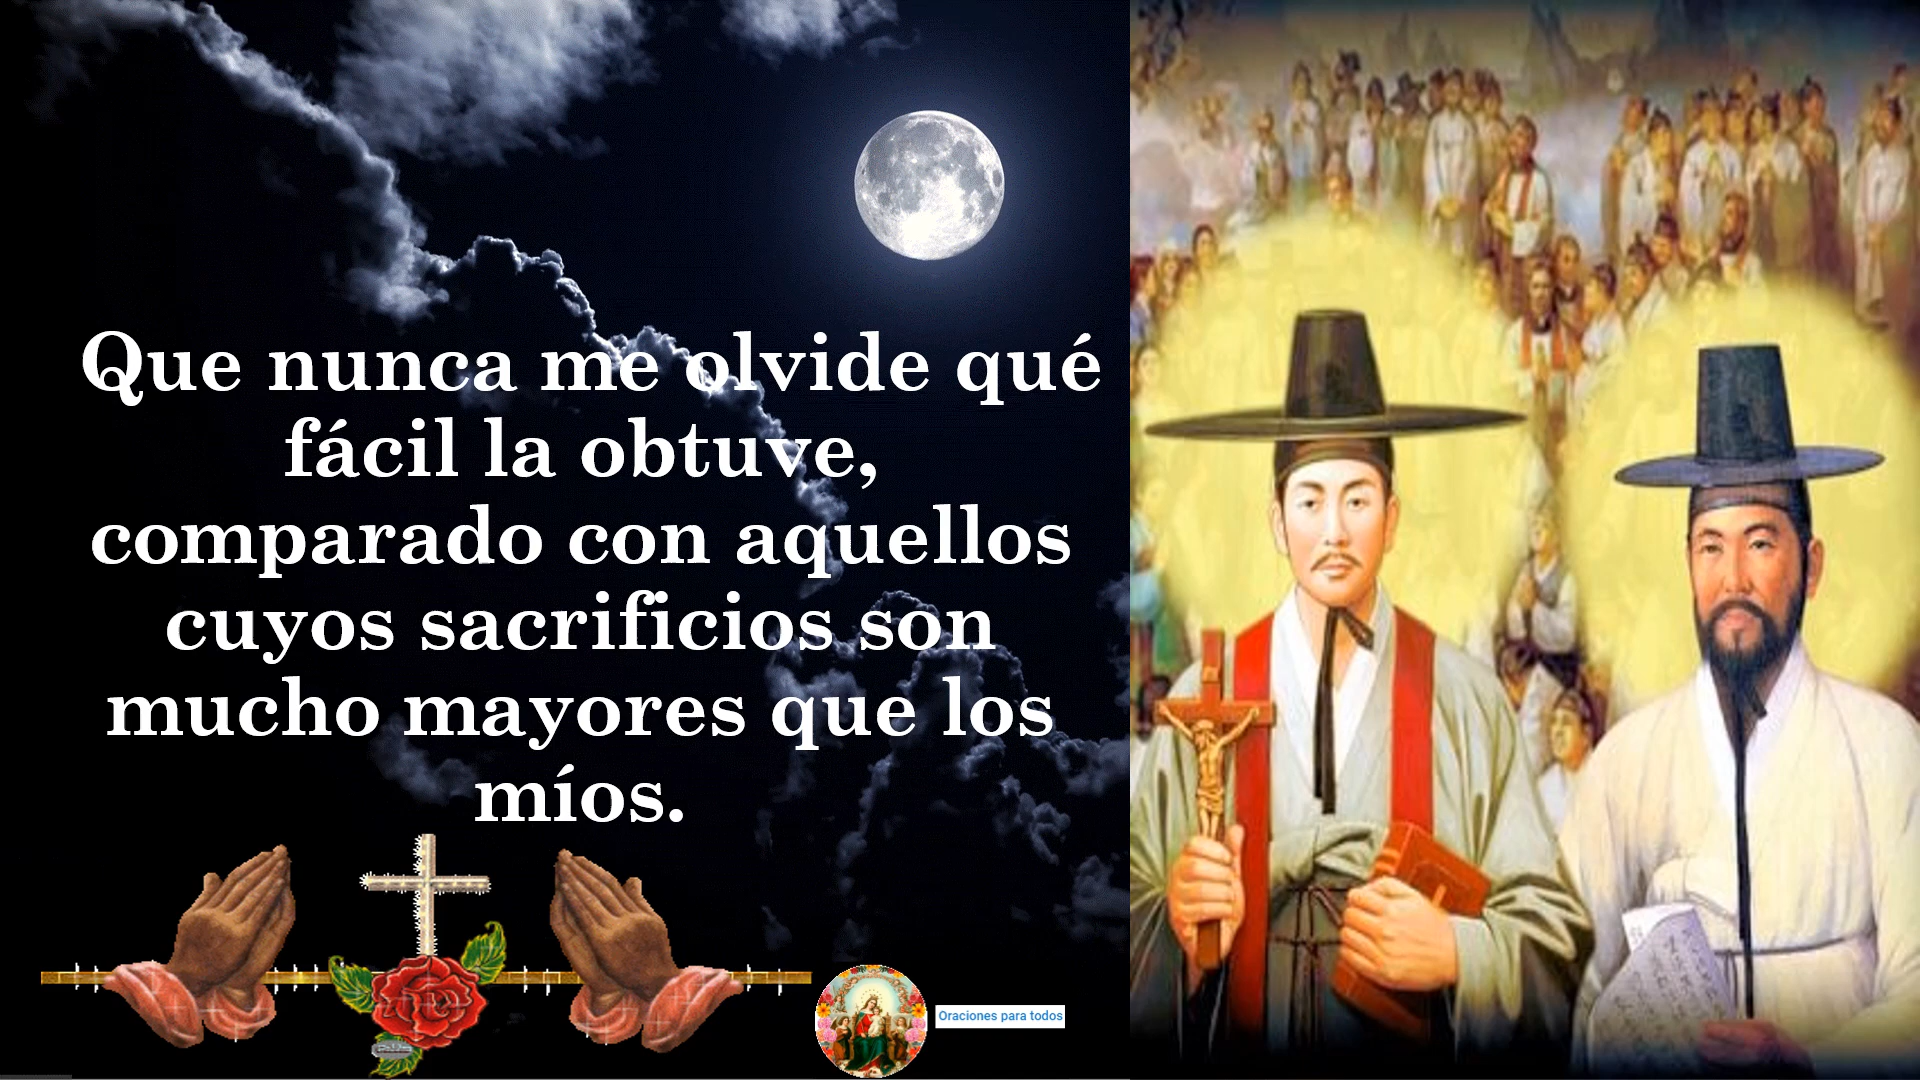 Que nunca me olvide qué
fácil la obtuve,
comparado con aquellos
cuyos sacrificios son
mucho mayores que los
míos.
Oraciones para todos